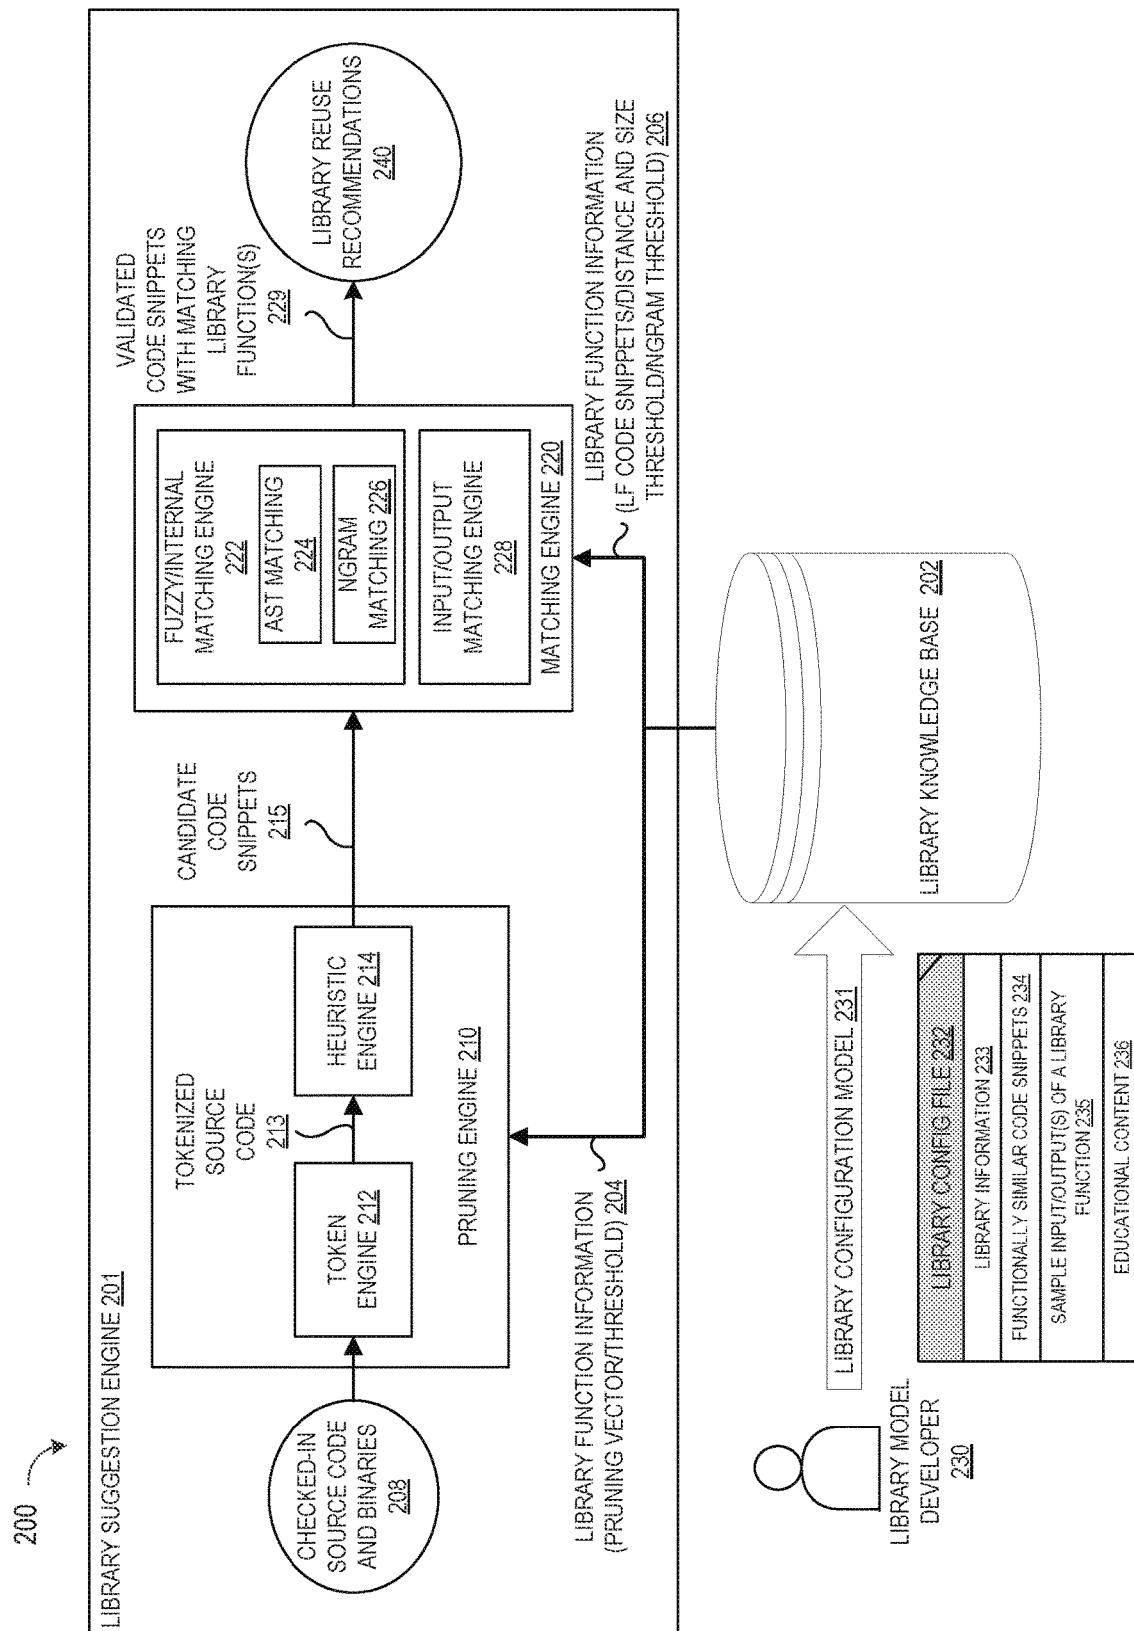 200
LIBRARY SUGGESTION ENGINE 201
CHECKED-IN
SOURCE CODE
AND BINARIES
208
TOKENIZED
SOURCE
CODE
213
TOKEN
ENGINE 212
HEURISTIC
ENGINE 214
PRUNING ENGINE 210
CANDIDATE
CODE
SNIPPETS
215
FUZZY/INTERNAL
MATCHING ENGINE
222
AST MATCHING
224
NGRAM
MATCHING 226
INPUT/OUTPUT
MATCHING ENGINE
228
MATCHING ENGINE 220
VALIDATED
CODE SNIPPETS
WITH MATCHING
LIBRARY
FUNCTION(S)
229
LIBRARY REUSE
RECOMMENDATIONS
240
LIBRARY FUNCTION INFORMATION
(PRUNING VECTOR/THRESHOLD) 204
LIBRARY FUNCTION INFORMATION
(LF CODE SNIPPETS/DISTANCE AND SIZE
THRESHOLD/NGRAM THRESHOLD) 206
LIBRARY MODEL
DEVELOPER
230
LIBRARY CONFIGURATION MODEL 231
LIBRARY KNOWLEDGE BASE 202
LIBRARY CONFIG FILE 232
LIBRARY INFORMATION 233
FUNCTIONALLY SIMILAR CODE SNIPPETS 234
SAMPLE INPUT/OUTPUT(S) OF A LIBRARY
FUNCTION 235
EDUCATIONAL CONTENT 236